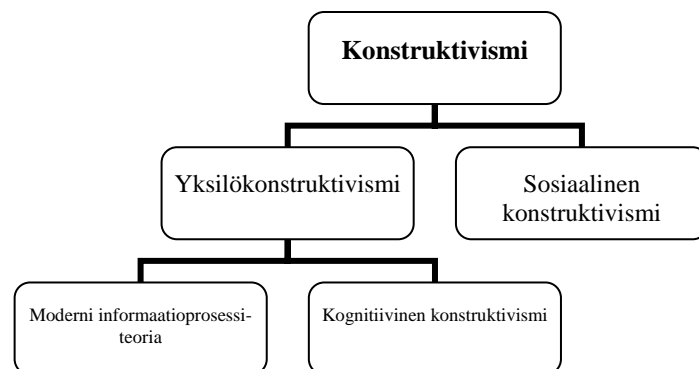 Konstruktivismi
Yksilökonstruktivismi
Sosiaalinen
konstruktivismi
Moderni informaatioprosessi-
teoria
Kognitiivinen konstruktivismi